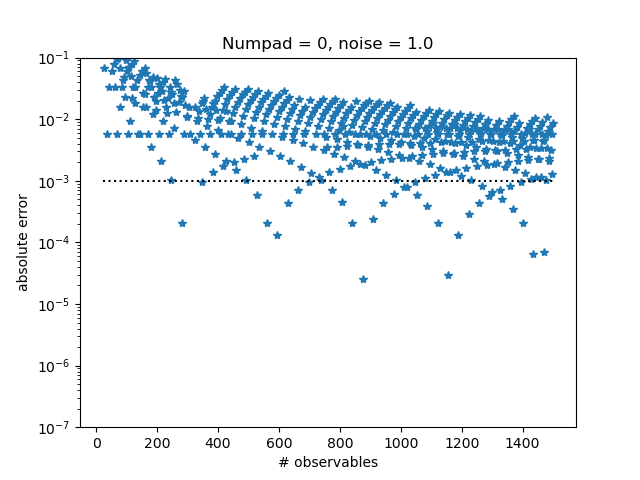 Numpad = 0, noise = 1.0
absolute error
10⁻¹
10⁻²
10⁻³
10⁻⁴
10⁻⁵
10⁻⁶
10⁻⁷
0 200 400 600 800 1000 1200 1400
# observables